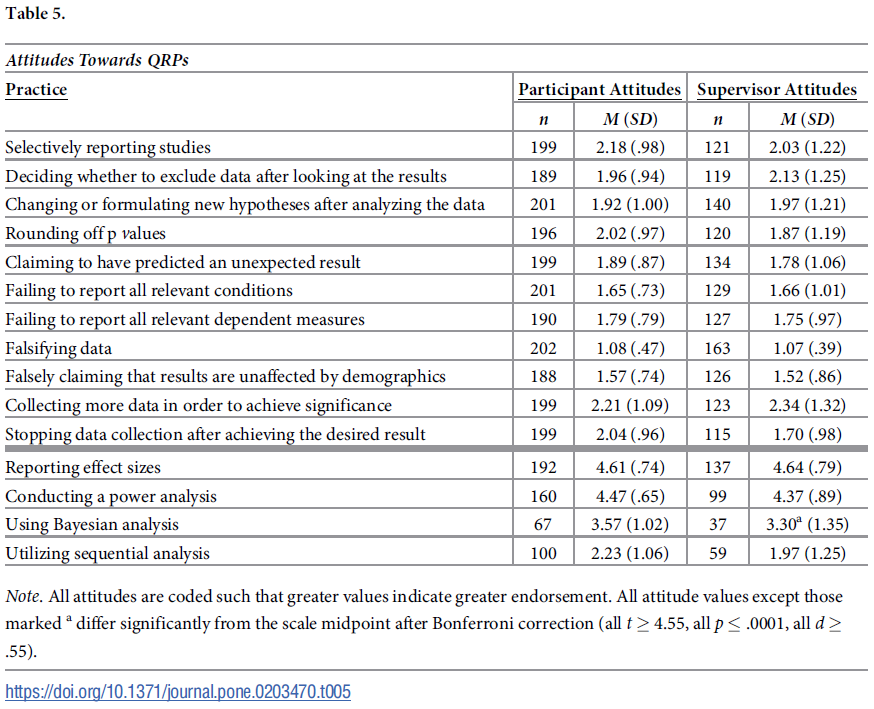 Table 5.
Attitudes Towards QRPs
Practice Participant Attitudes Supervisor Attitudes
n M (SD) n M (SD)
Selectively reporting studies 199 2.18 (.98) 121 2.03 (1.22)
Deciding whether to exclude data after looking at the results 189 1.96 (.94) 119 2.13 (1.25)
Changing or formulating new hypotheses after analyzing the data 201 1.92 (1.00) 140 1.97 (1.21)
Rounding off p values 196 2.02 (.97) 120 1.87 (1.19)
Claiming to have predicted an unexpected result 199 1.89 (.87) 134 1.78 (1.06)
Failing to report all relevant conditions 201 1.65 (.73) 129 1.66 (1.01)
Failing to report all relevant dependent measures 190 1.79 (.79) 127 1.75 (.97)
Falsifying data 202 1.08 (.47) 163 1.07 (.39)
Falsely claiming that results are unaffected by demographics 188 1.57 (.74) 126 1.52 (.86)
Collecting more data in order to achieve significance 199 2.21 (1.09) 123 2.34 (1.32)
Stopping data collection after achieving the desired result 199 2.04 (.96) 115 1.70 (.98)
Reporting effect sizes 192 4.61 (.74) 137 4.64 (.79)
Conducting a power analysis 160 4.47 (.65) 99 4.37 (.89)
Using Bayesian analysis 67 3.57 (1.02) 37 3.30ᵃ (1.35)
Utilizing sequential analysis 100 2.23 (1.06) 59 1.97 (1.25)
Note. All attitudes are coded such that greater values indicate greater endorsement. All attitude values except those
marked ᵃ differ significantly from the scale midpoint after Bonferroni correction (all t ≥ 4.55, all p ≤ .0001, all d ≥
.55).
https://doi.org/10.1371/journal.pone.0203470.t005